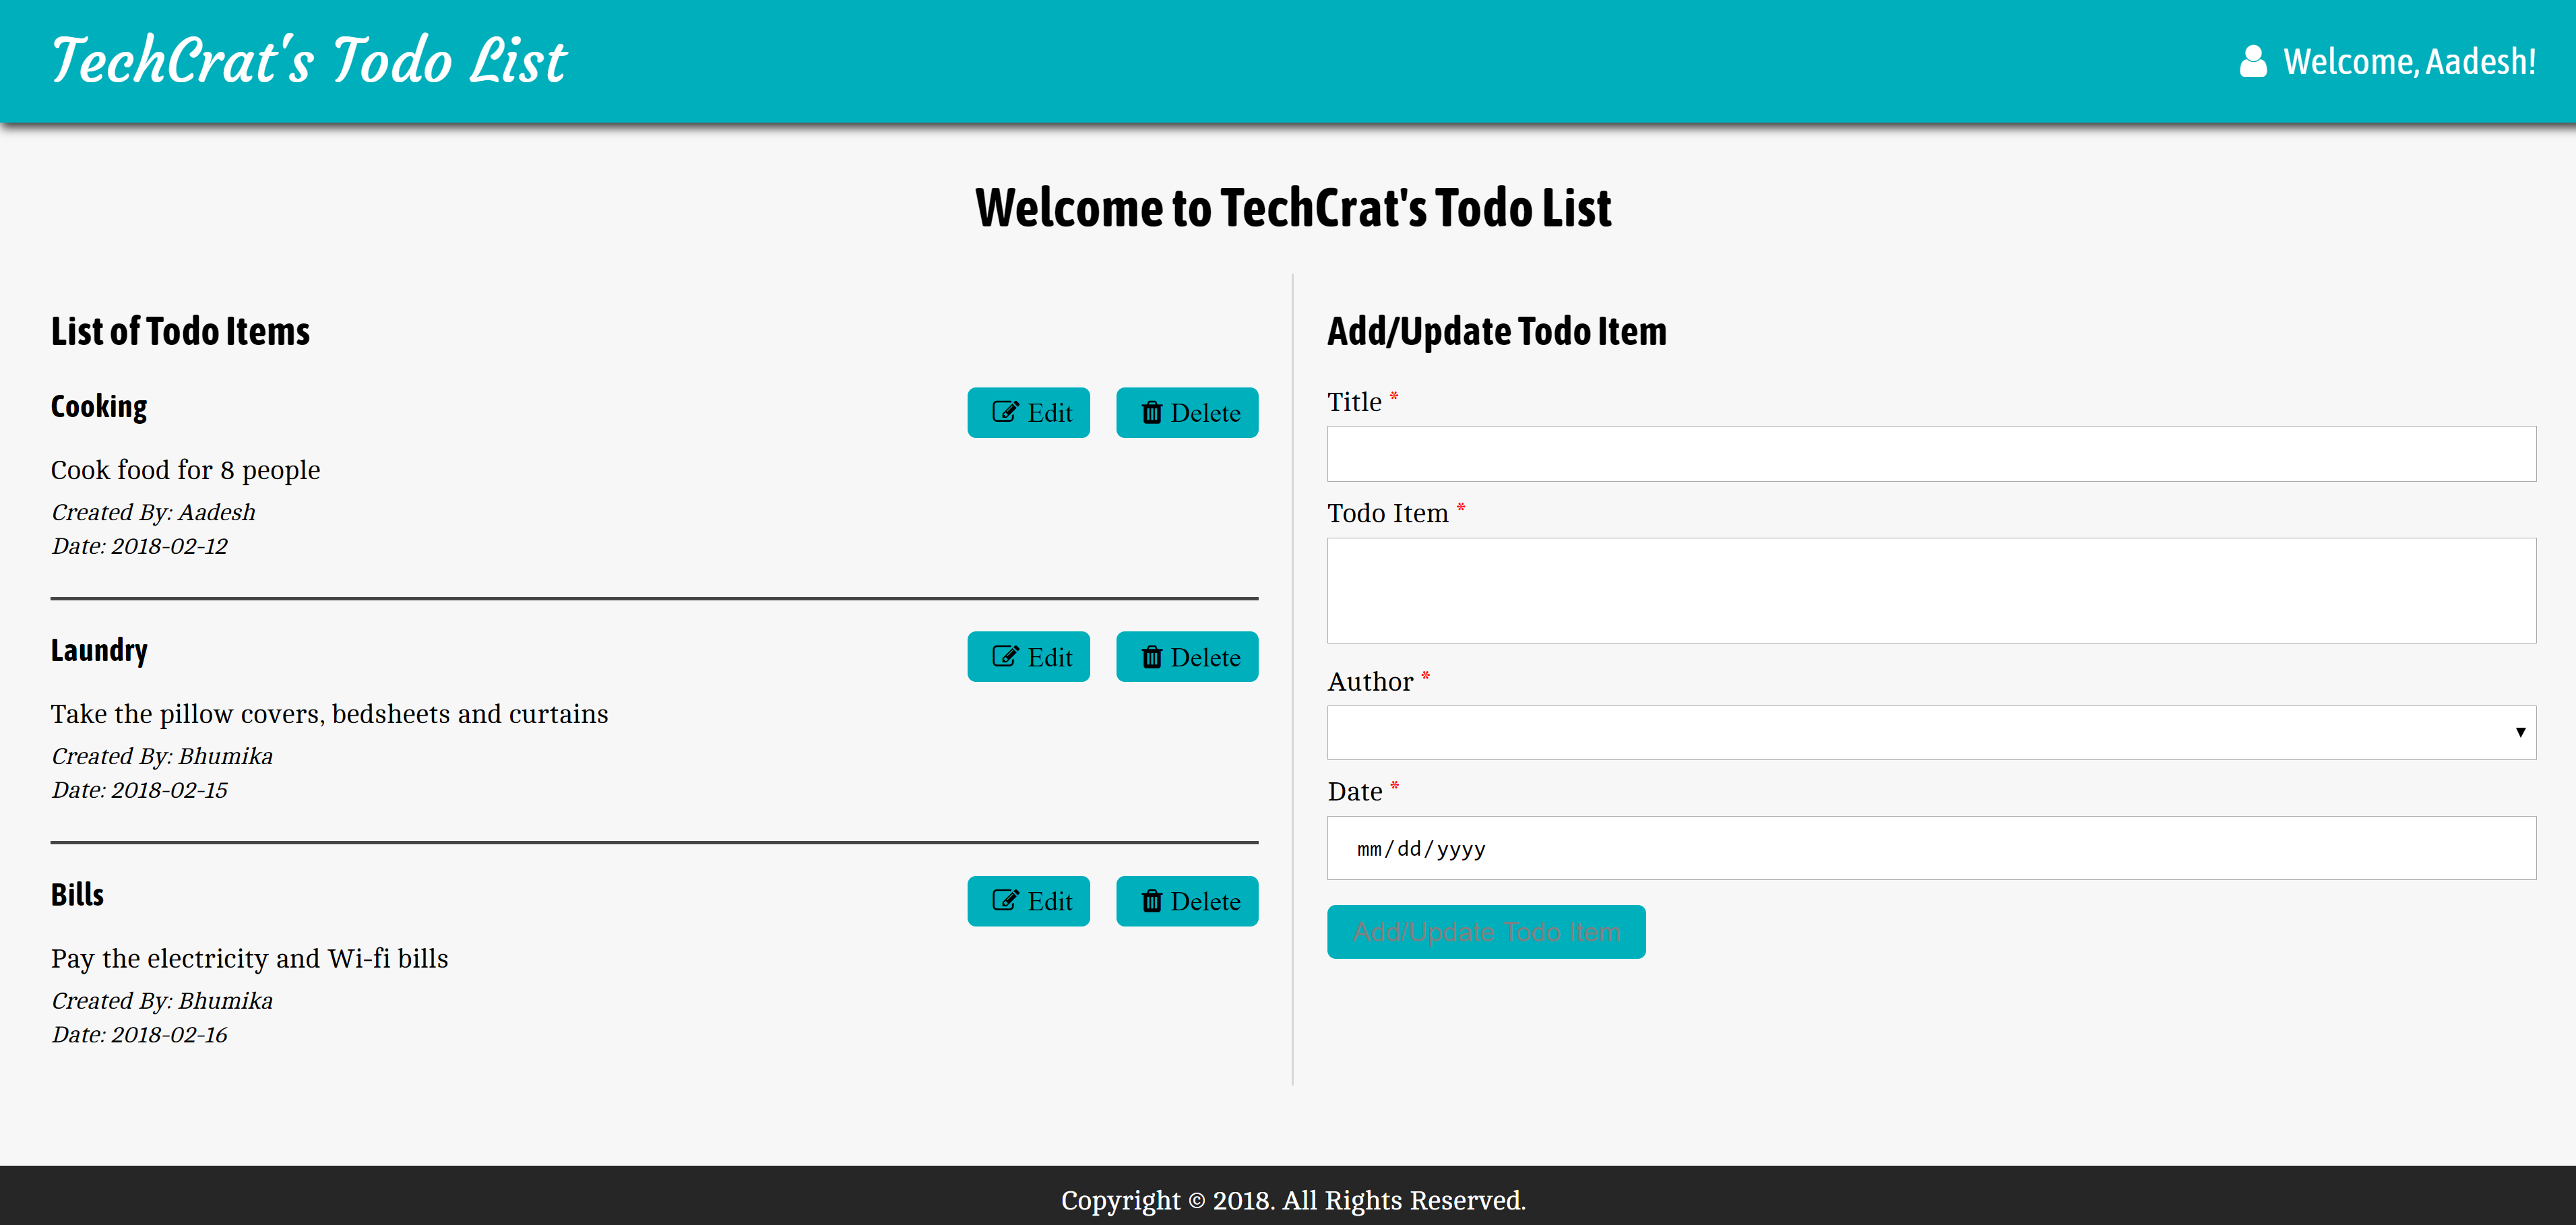 TechCrat's Todo List
Welcome, Aadesh!
Welcome to TechCrat's Todo List
List of Todo Items
Cooking
Edit
Delete
Cook food for 8 people
Created By: Aadesh
Date: 2018-02-12
Laundry
Edit
Delete
Take the pillow covers, bedsheets and curtains
Created By: Bhumika
Date: 2018-02-15
Bills
Edit
Delete
Pay the electricity and Wi-fi bills
Created By: Bhumika
Date: 2018-02-16
Add/Update Todo Item
Title *
Todo Item *
Author *
Date *
mm/dd/yyyy
Add/Update Todo Item
Copyright © 2018. All Rights Reserved.